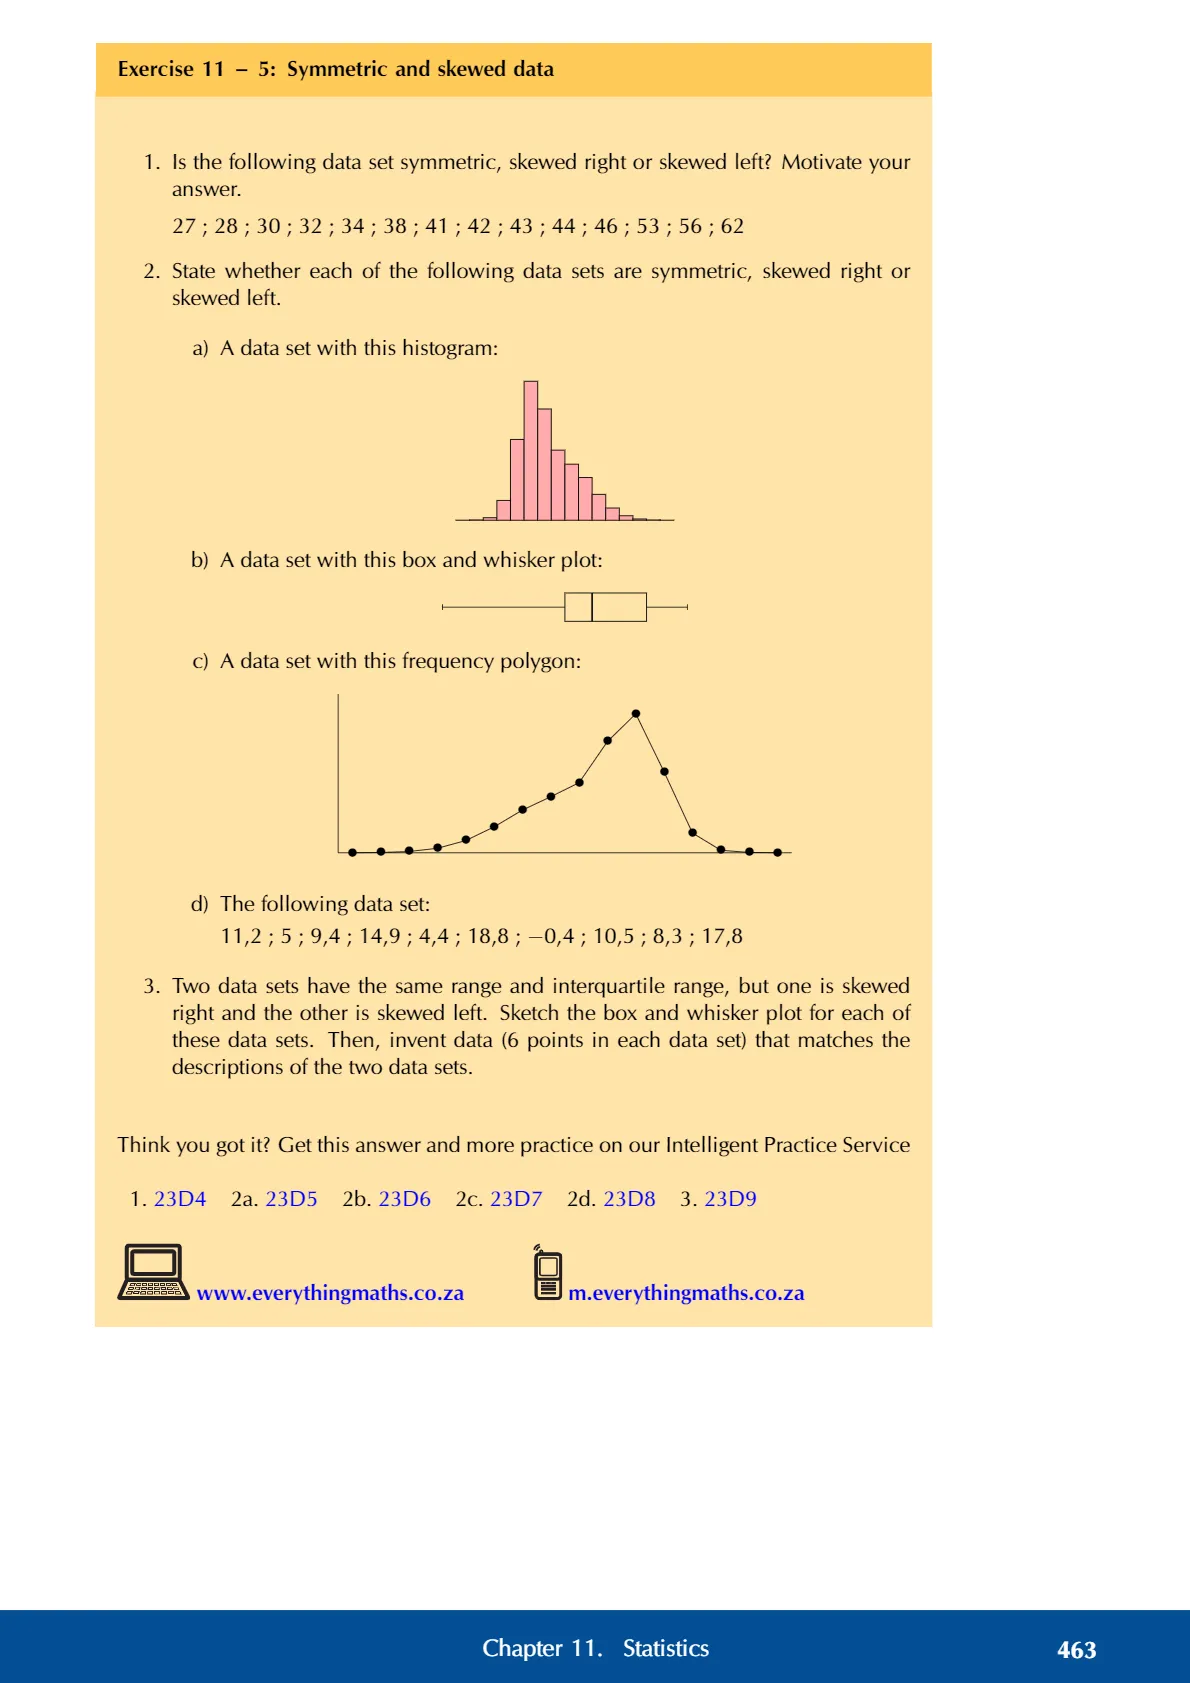 Exercise 11 – 5: Symmetric and skewed data
1. Is the following data set symmetric, skewed right or skewed left? Motivate your
answer.
27 ; 28 ; 30 ; 32 ; 34 ; 38 ; 41 ; 42 ; 43 ; 44 ; 46 ; 53 ; 56 ; 62
2. State whether each of the following data sets are symmetric, skewed right or
skewed left.
a) A data set with this histogram:
b) A data set with this box and whisker plot:
c) A data set with this frequency polygon:
d) The following data set:
11,2 ; 5 ; 9,4 ; 14,9 ; 4,4 ; 18,8 ; −0,4 ; 10,5 ; 8,3 ; 17,8
3. Two data sets have the same range and interquartile range, but one is skewed
right and the other is skewed left. Sketch the box and whisker plot for each of
these data sets. Then, invent data (6 points in each data set) that matches the
descriptions of the two data sets.
Think you got it? Get this answer and more practice on our Intelligent Practice Service
1. 23D4 2a. 23D5 2b. 23D6 2c. 23D7 2d. 23D8 3. 23D9
www.everythingmaths.co.za m.everythingmaths.co.za
Chapter 11. Statistics 463